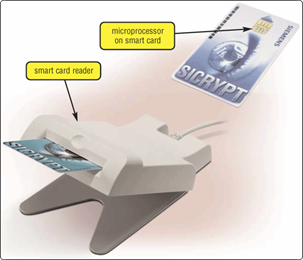 microprocessor
on smart card
SIEMENS
SICRYPT
smart card reader
SICRYPT